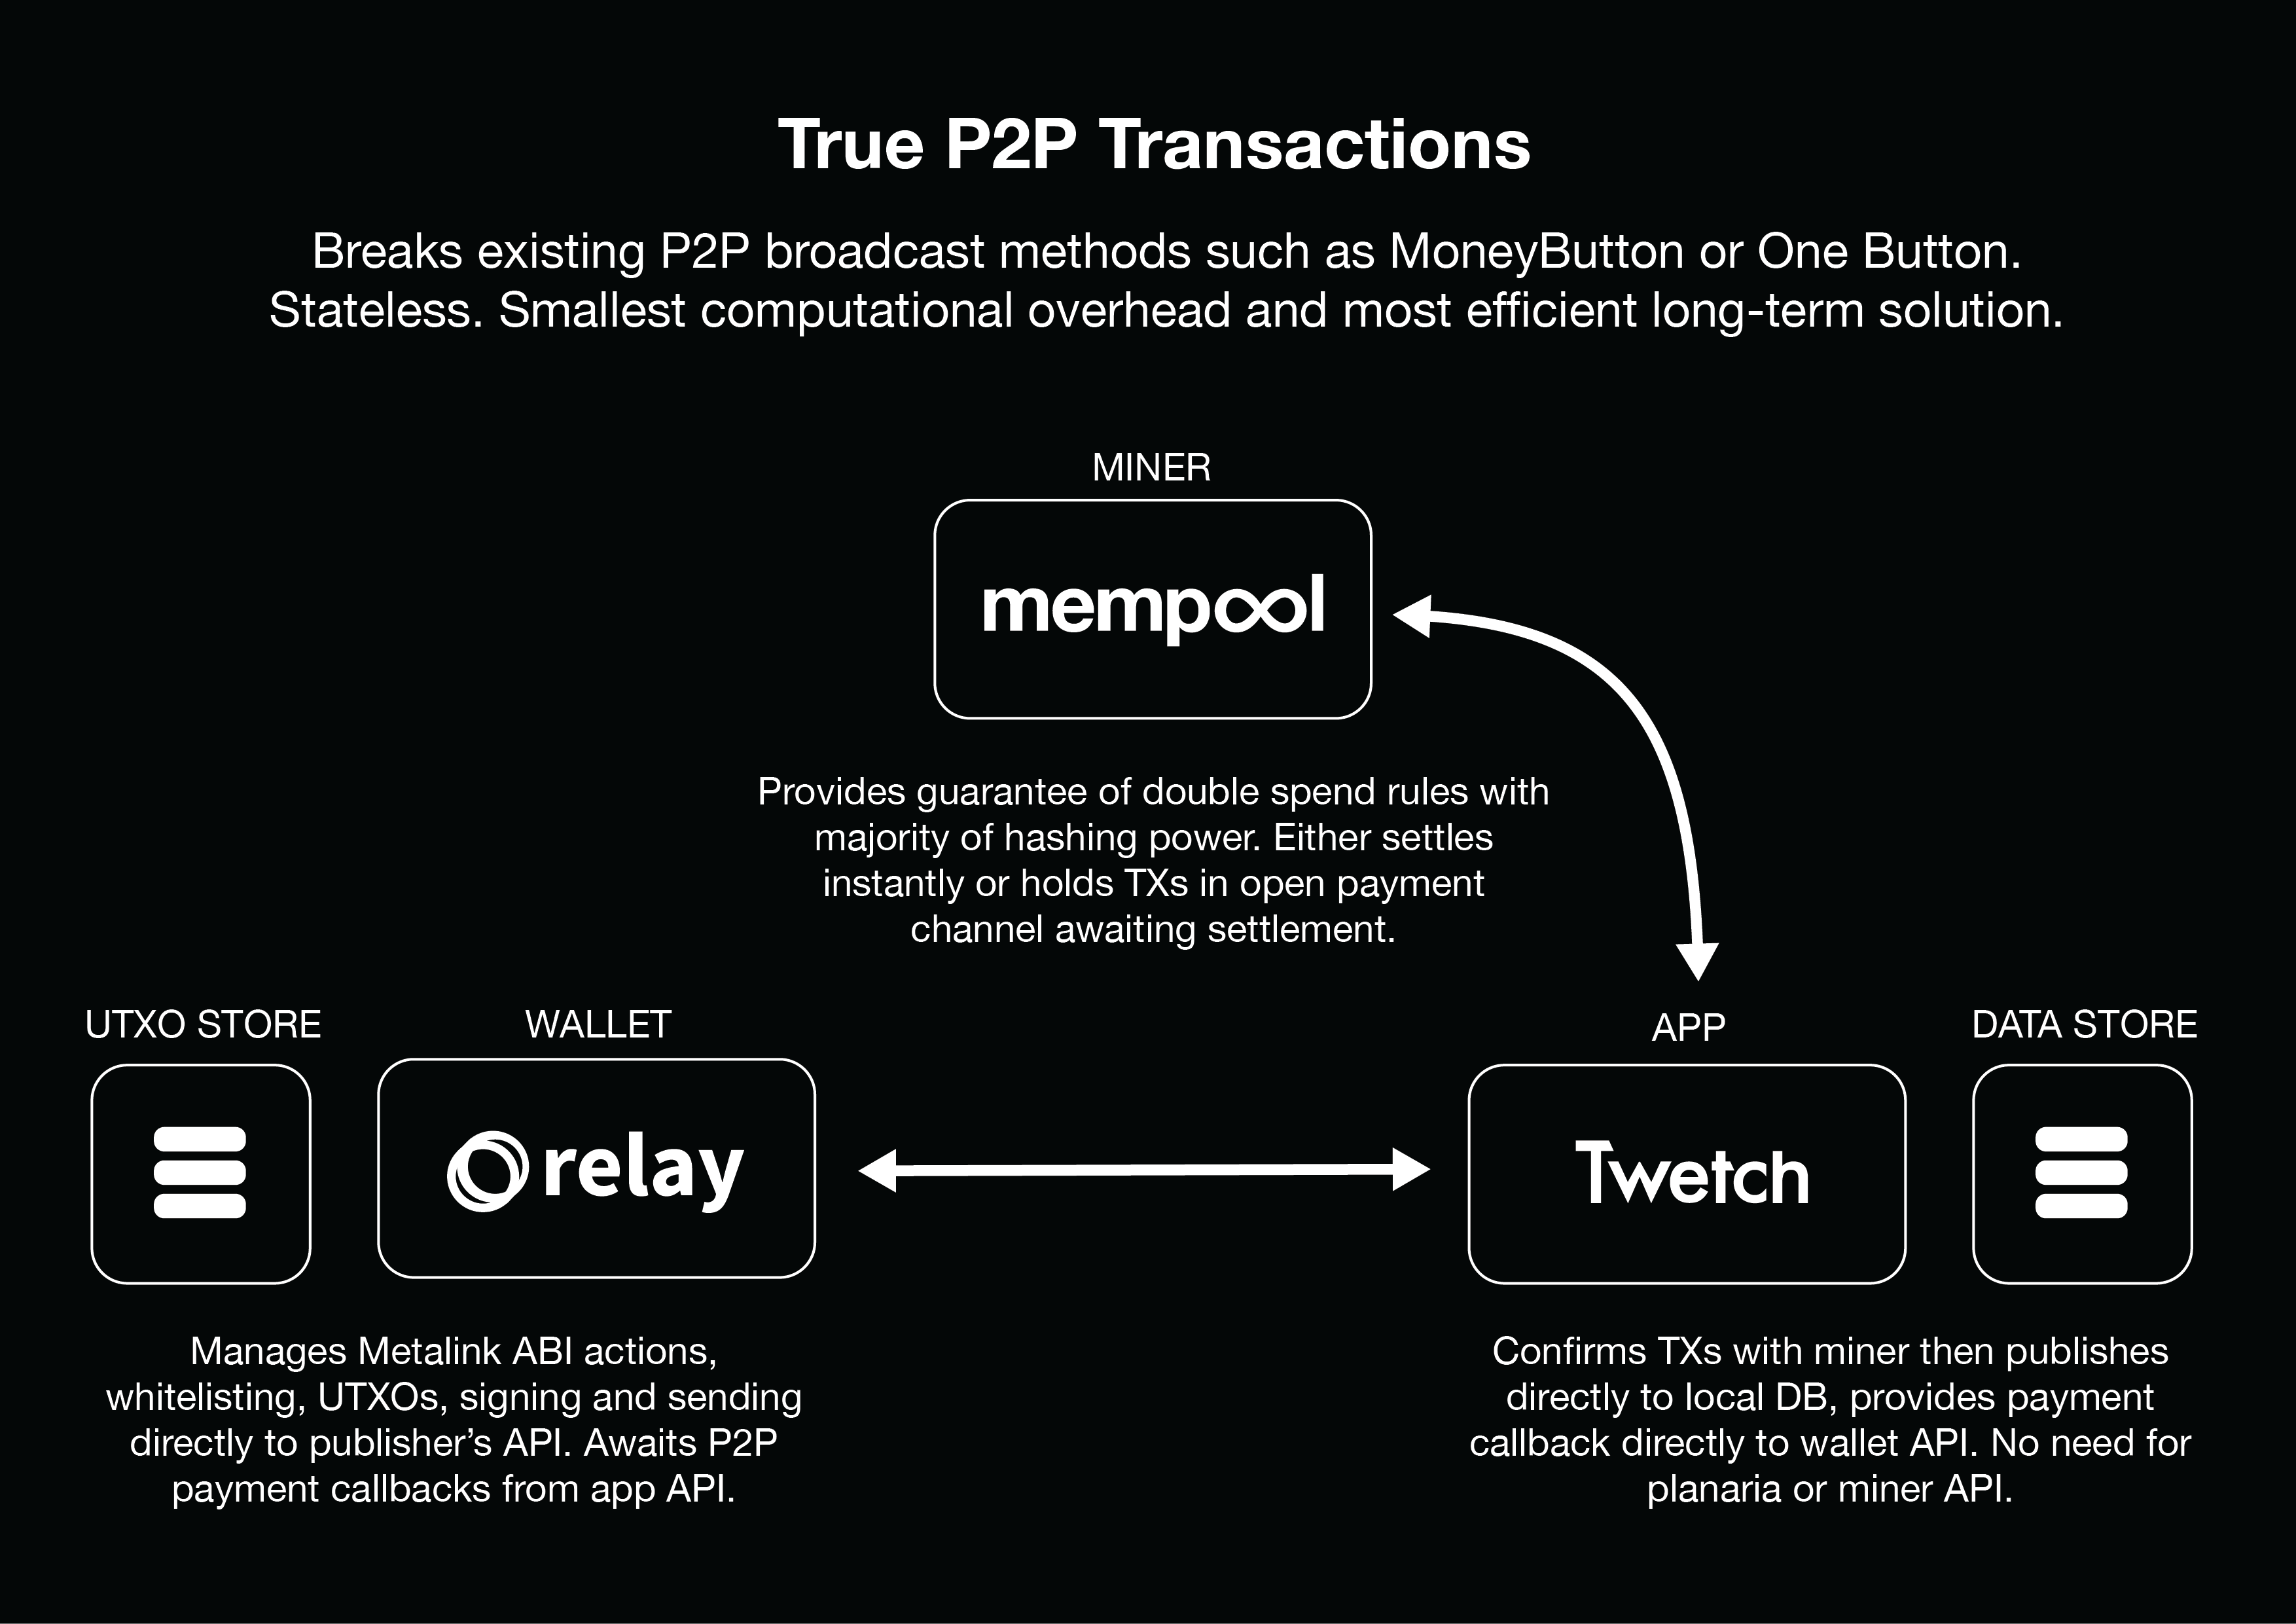 True P2P Transactions
Breaks existing P2P broadcast methods such as MoneyButton or One Button.
Stateless. Smallest computational overhead and most efficient long-term solution.
MINER
mempool
Provides guarantee of double spend rules with
majority of hashing power. Either settles
instantly or holds TXs in open payment
channel awaiting settlement.
UTXO STORE
WALLET
relay
Manages Metalink ABI actions,
whitelisting, UTXOs, signing and sending
directly to publisher’s API. Awaits P2P
payment callbacks from app API.
APP
DATA STORE
Twetch
Confirms TXs with miner then publishes
directly to local DB, provides payment
callback directly to wallet API. No need for
planaria or miner API.